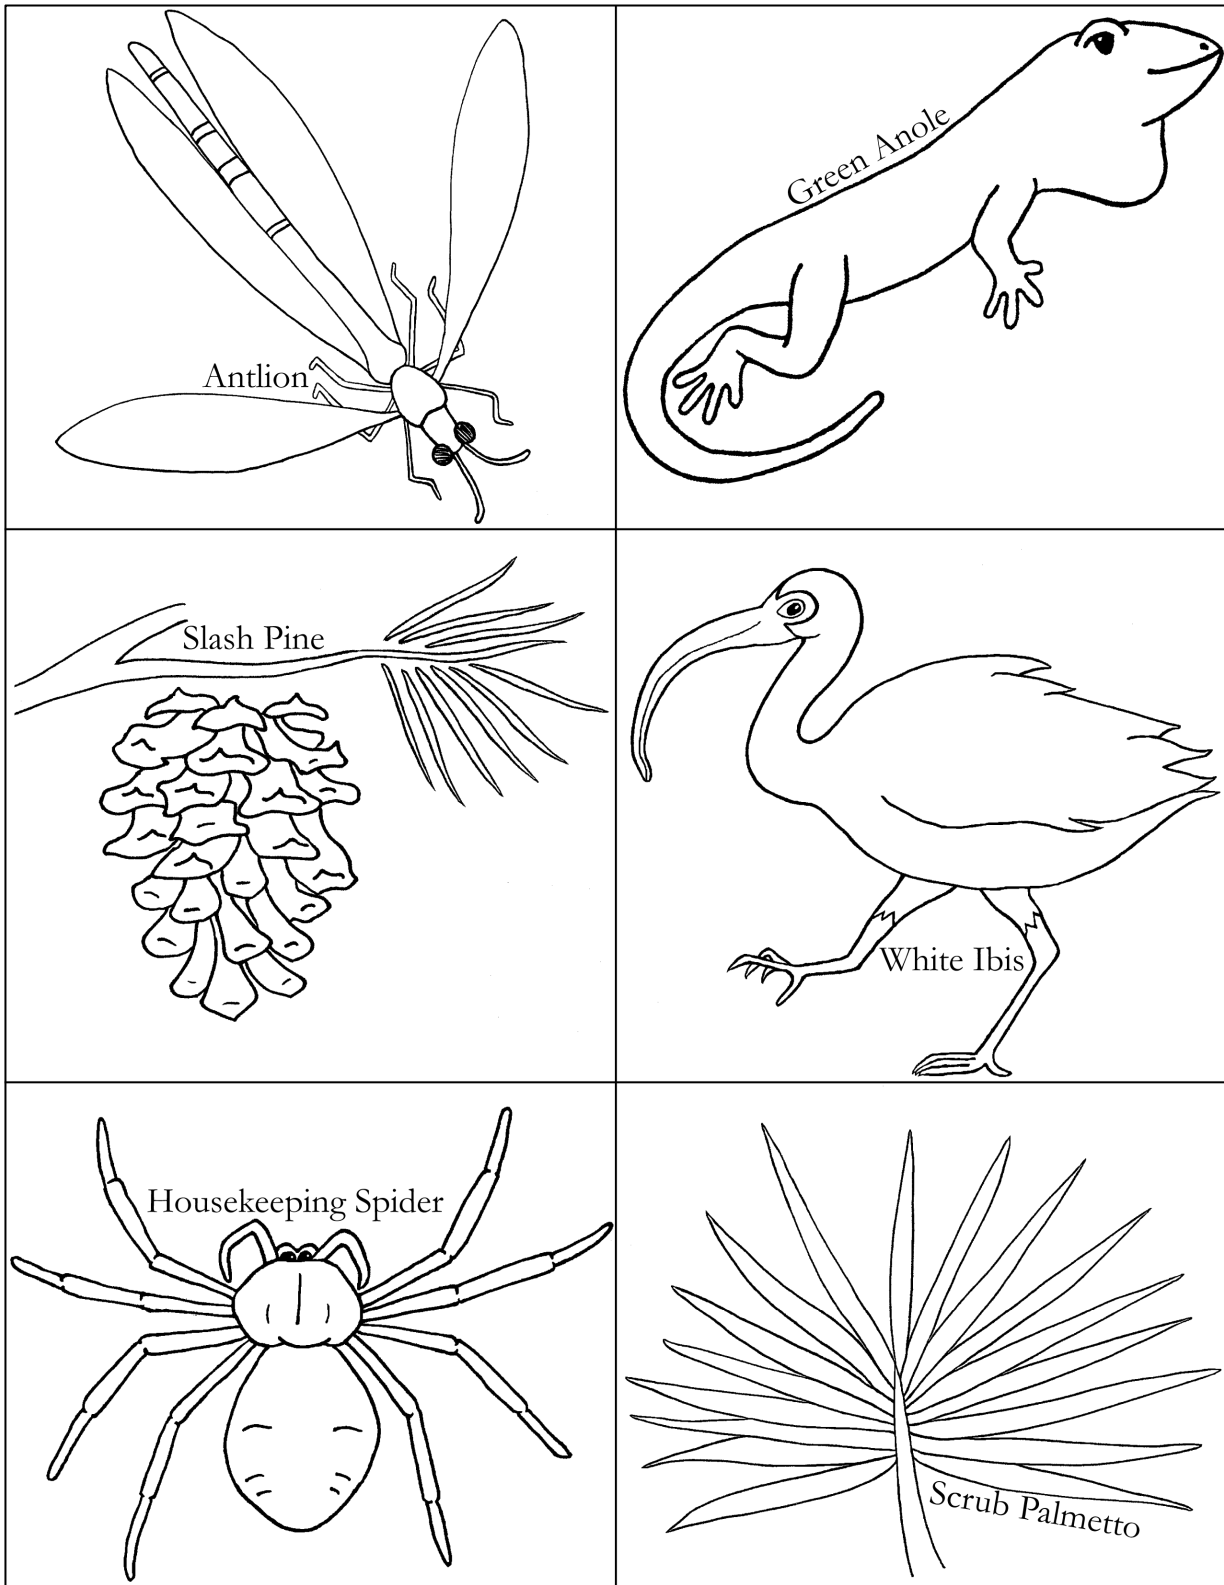 Antlion
Green Anole
Slash Pine
White Ibis
Housekeeping Spider
Scrub Palmetto